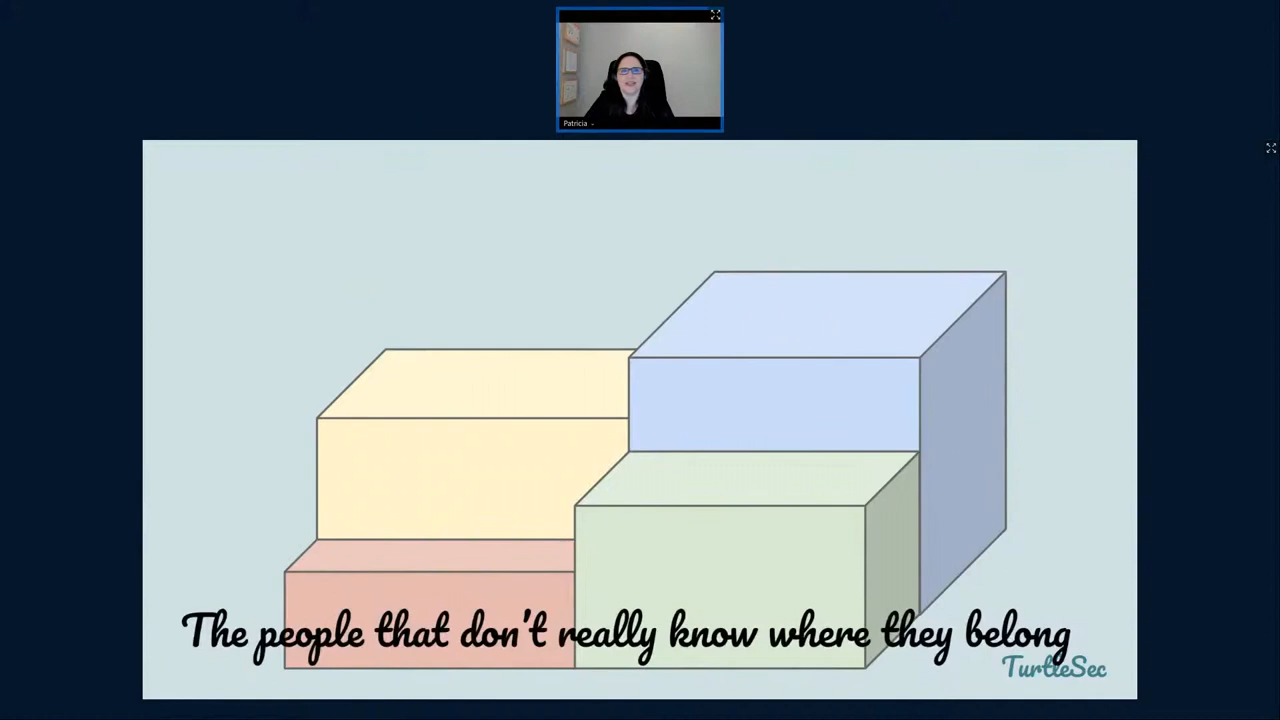 Patricia
The people that don't really know where they belong
TurtleSec